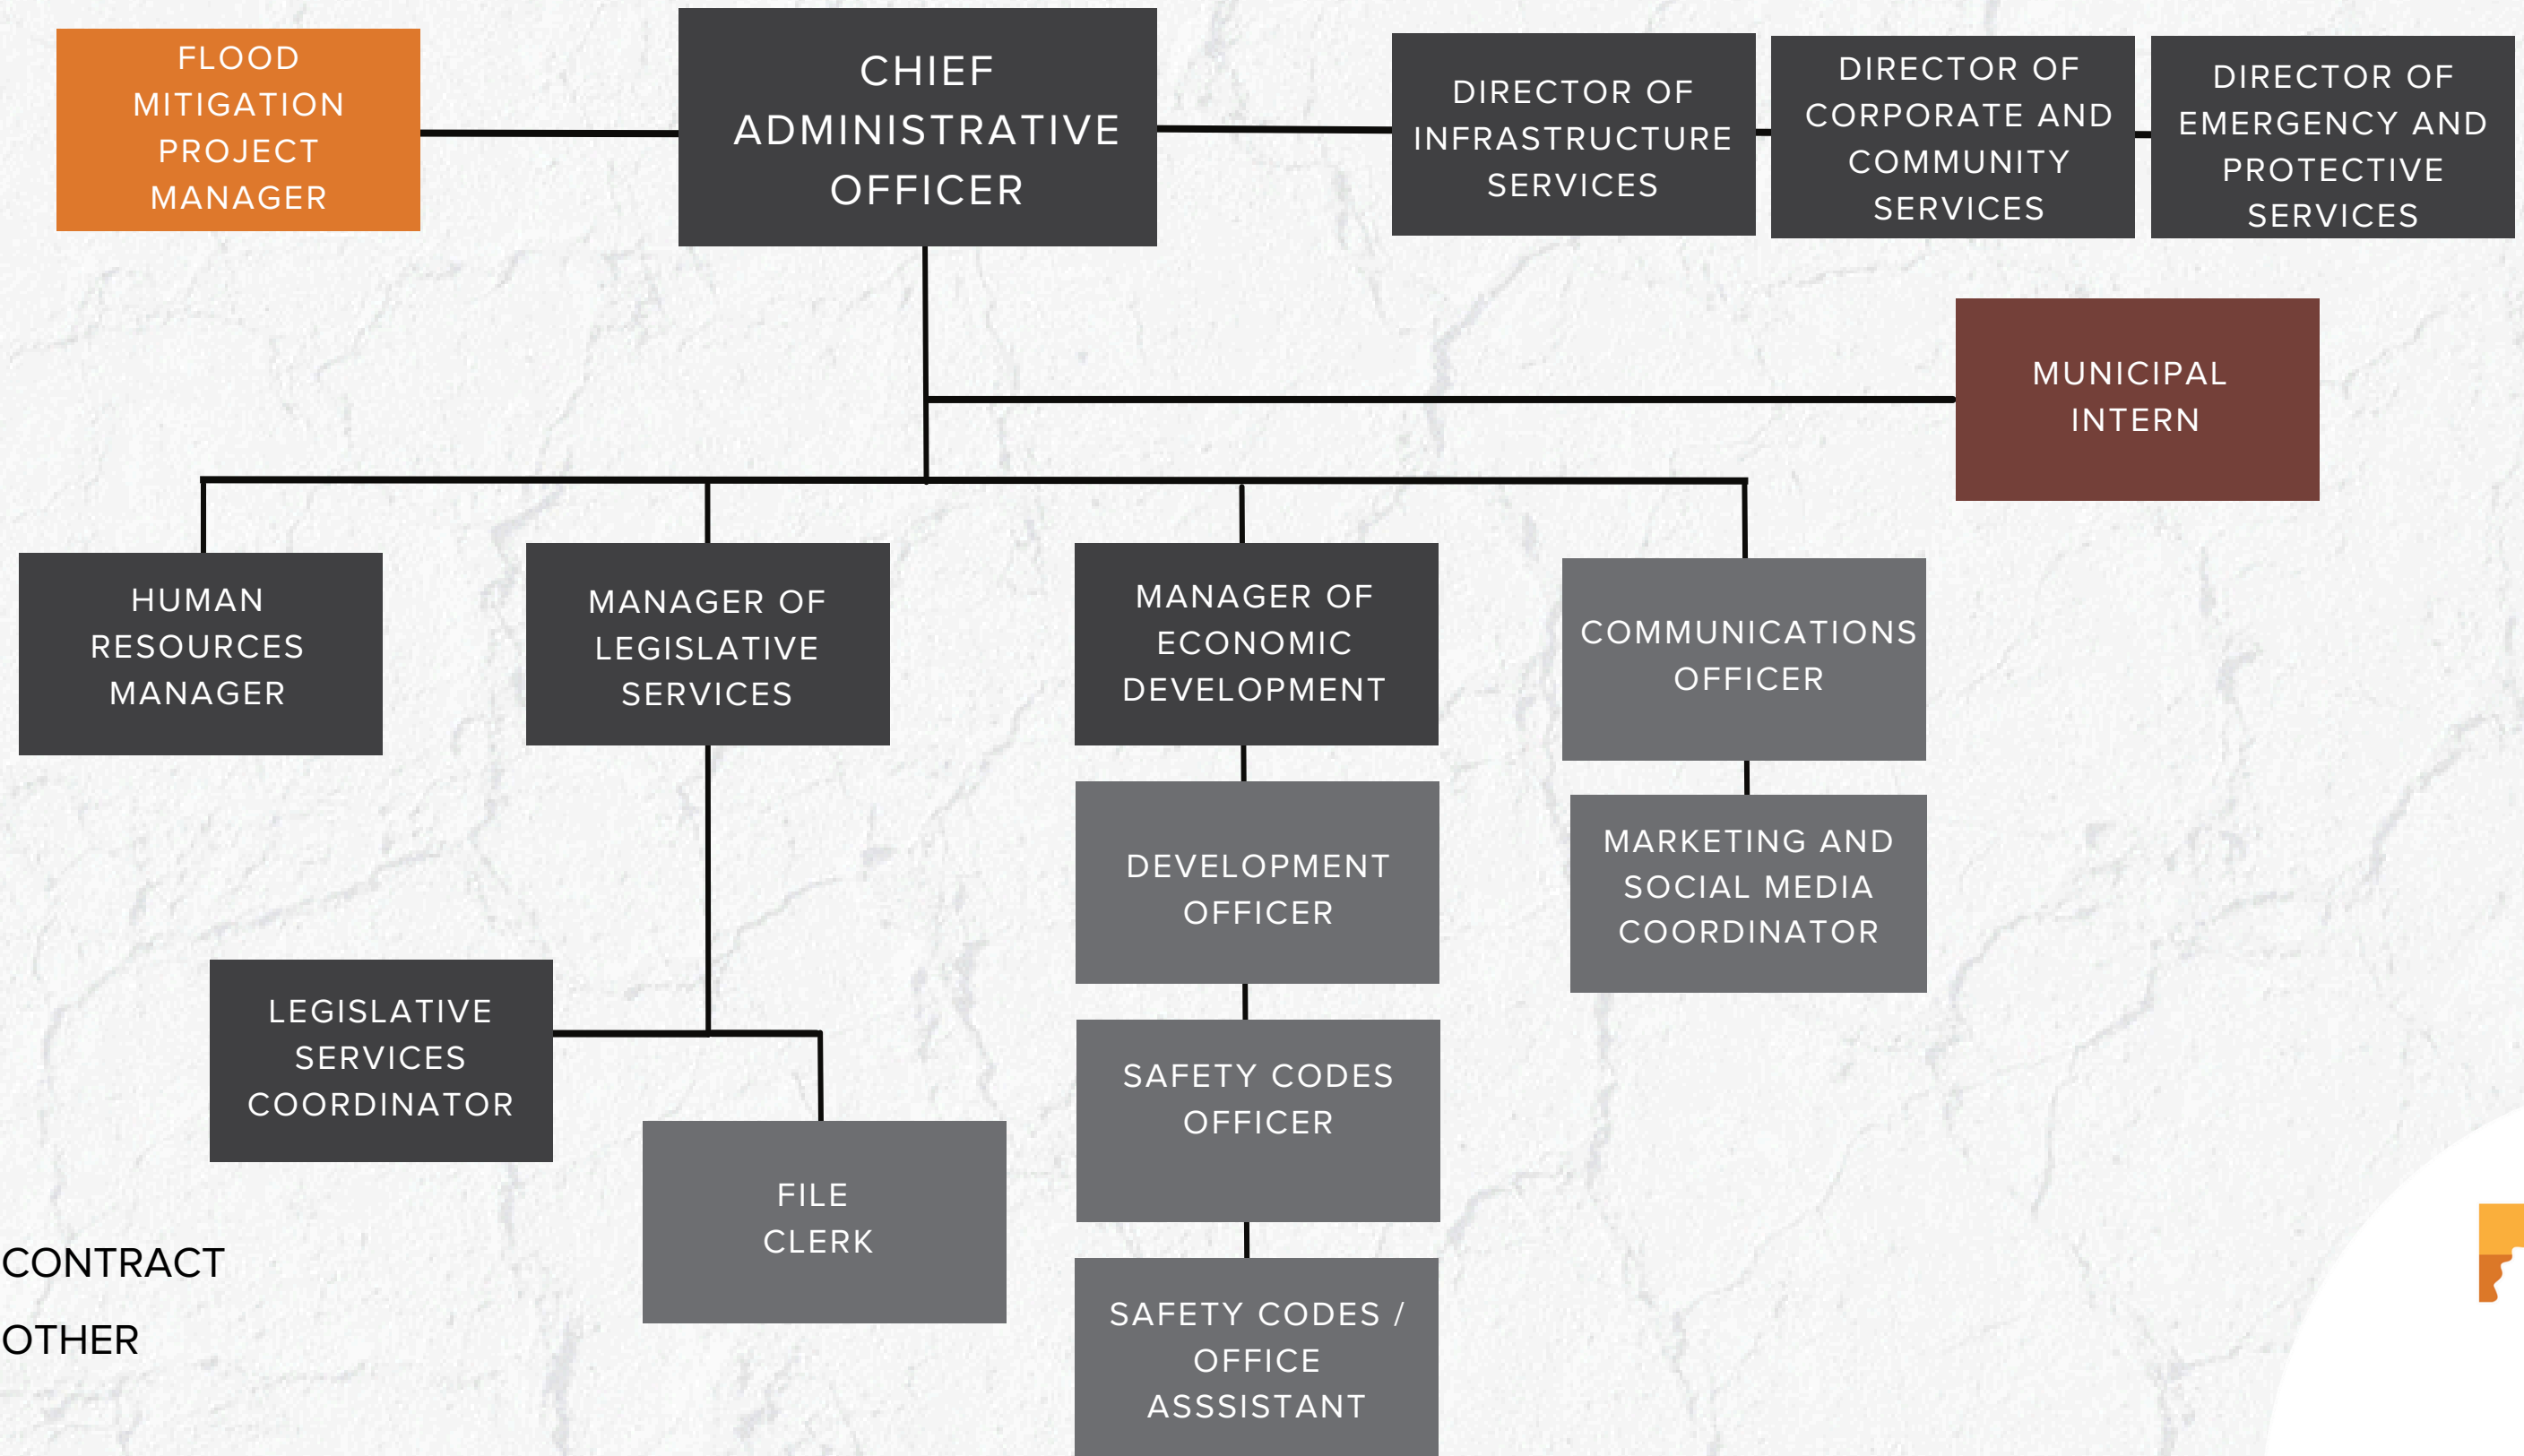 FLOOD
MITIGATION
PROJECT
MANAGER
CHIEF
ADMINISTRATIVE
OFFICER
DIRECTOR OF
INFRASTRUCTURE
SERVICES
DIRECTOR OF
CORPORATE AND
COMMUNITY
SERVICES
DIRECTOR OF
EMERGENCY AND
PROTECTIVE
SERVICES
MUNICIPAL
INTERN
HUMAN
RESOURCES
MANAGER
MANAGER OF
LEGISLATIVE
SERVICES
MANAGER OF
ECONOMIC
DEVELOPMENT
COMMUNICATIONS
OFFICER
DEVELOPMENT
OFFICER
MARKETING AND
SOCIAL MEDIA
COORDINATOR
LEGISLATIVE
SERVICES
COORDINATOR
SAFETY CODES
OFFICER
FILE
CLERK
SAFETY CODES /
OFFICE
ASSSISTANT
CONTRACT
OTHER